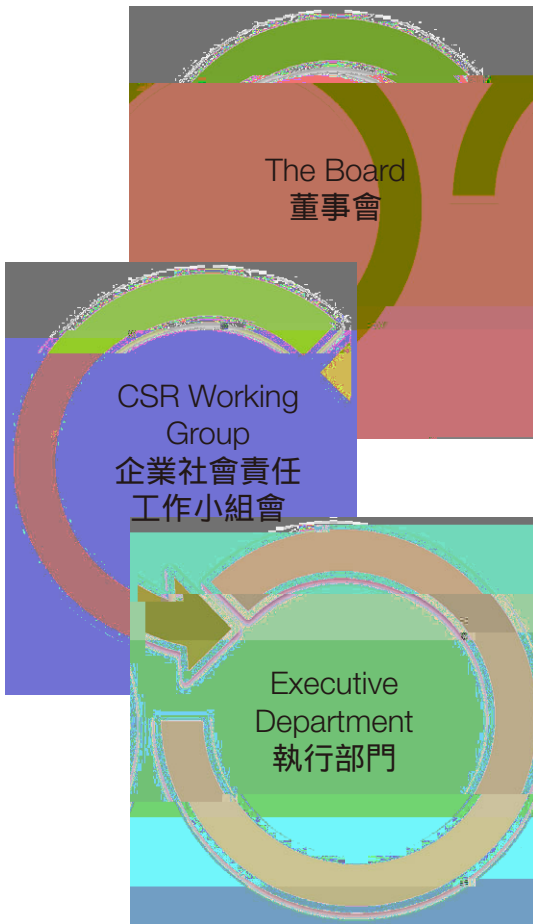 The Board
董事會
CSR Working
Group
企業社會責任
工作小組會
Executive
Department
執行部門